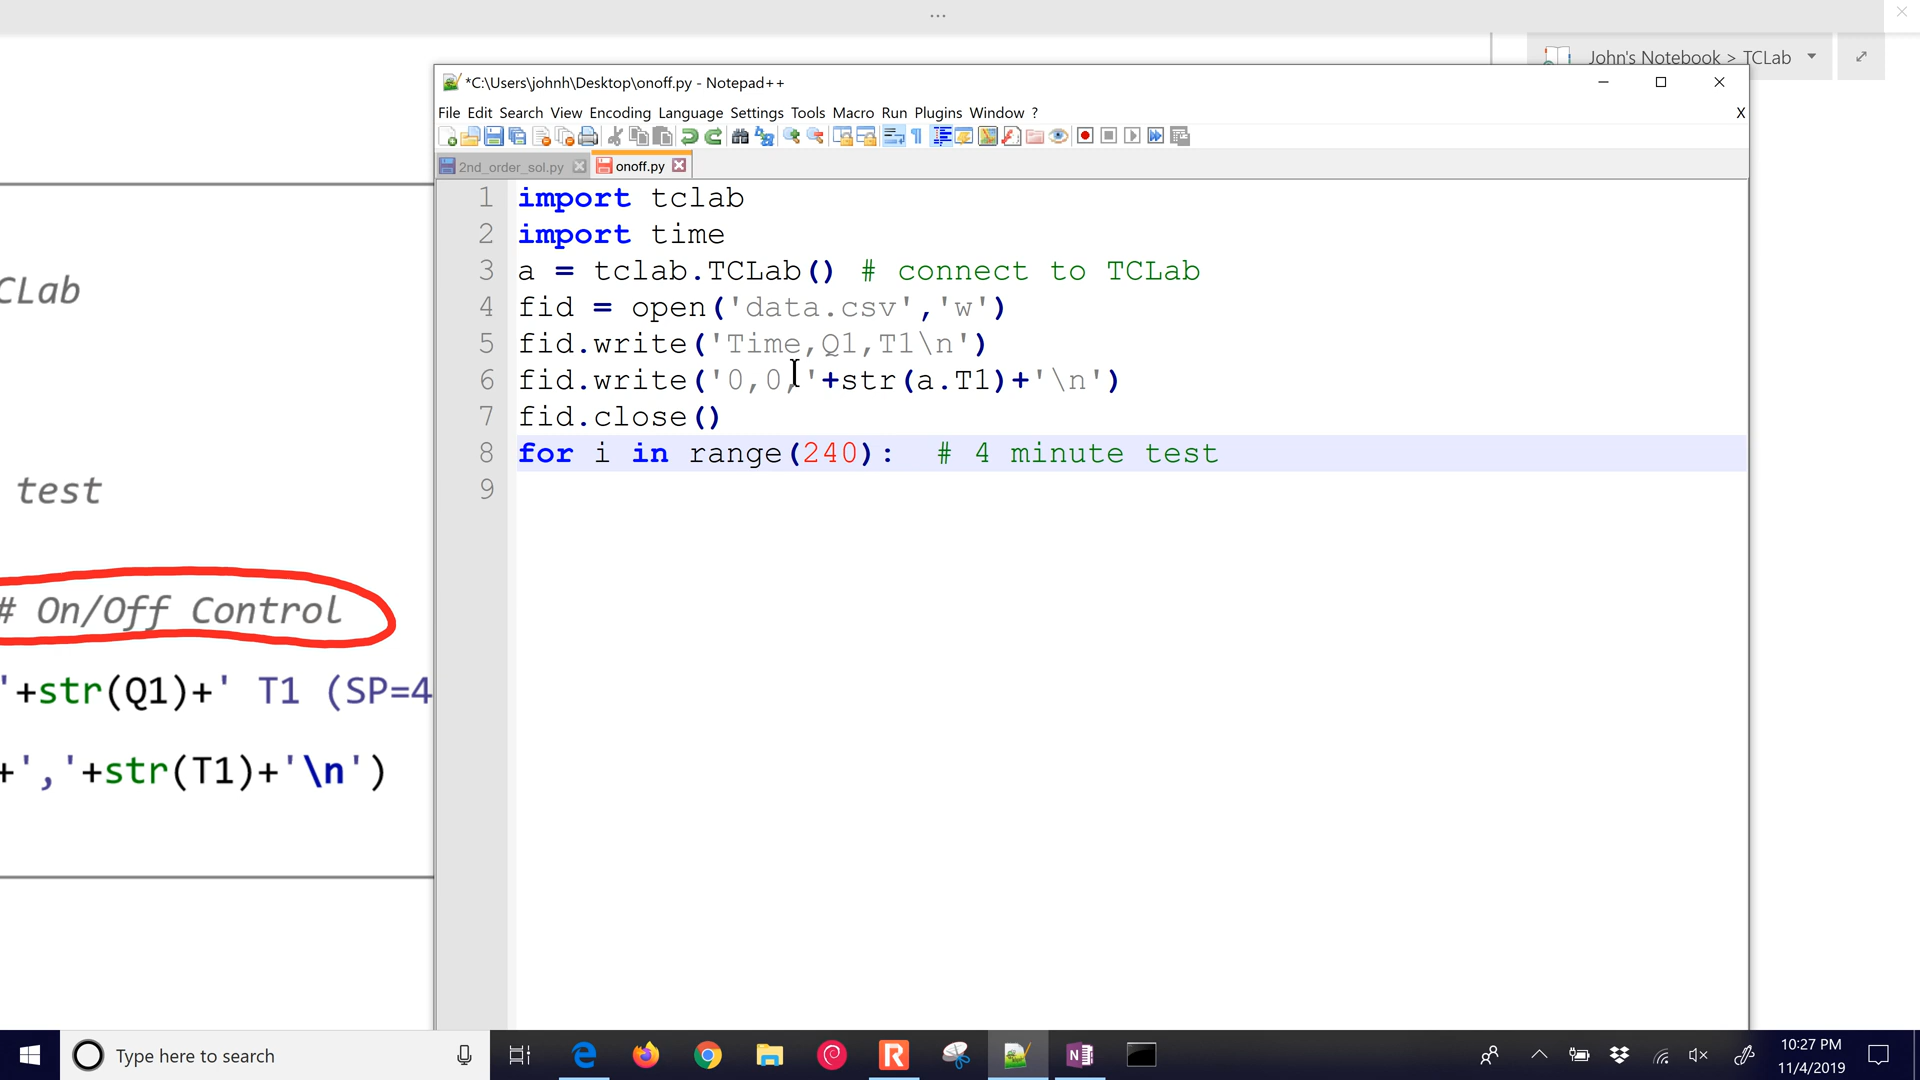 ...
John's Notebook > TCLab
*C:\Users\johnh\Desktop\onoff.py - Notepad++
File Edit Search View Encoding Language Settings Tools Macro Run Plugins Window ? X
2nd_order_sol.py onoff.py
1 import tclab
2 import time
3 a = tclab.TCLab() # connect to TCLab
4 fid = open('data.csv','w')
5 fid.write('Time,Q1,T1\n')
6 fid.write('0,0,'+str(a.T1)+'\n')
7 fid.close()
8 for i in range(240): # 4 minute test
9
CLab
test
# On/Off Control
'+str(Q1)+' T1 (SP=4
+','+str(T1)+'\n')
Type here to search
10:27 PM
11/4/2019